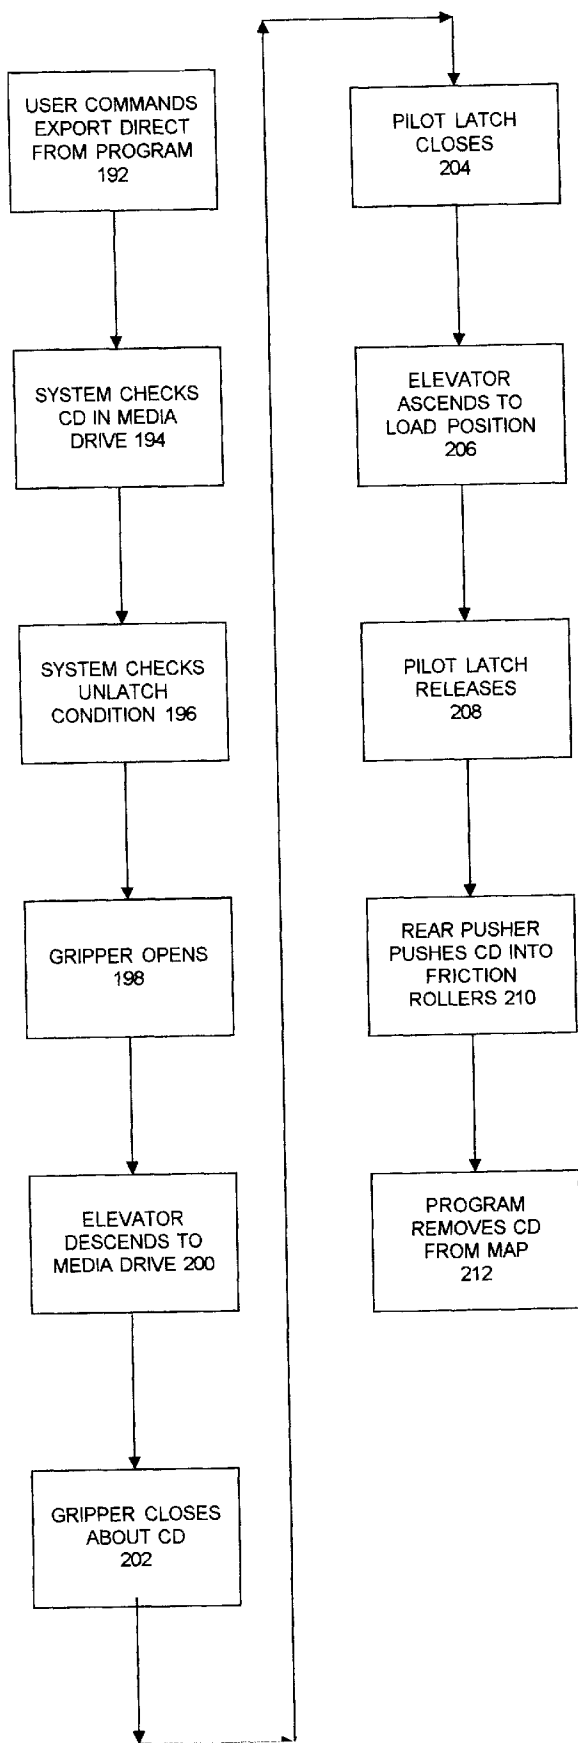 USER COMMANDS
EXPORT DIRECT
FROM PROGRAM
192
SYSTEM CHECKS
CD IN MEDIA
DRIVE 194
SYSTEM CHECKS
UNLATCH
CONDITION 196
GRIPPER OPENS
198
ELEVATOR
DESCENDS TO
MEDIA DRIVE 200
GRIPPER CLOSES
ABOUT CD
202
PILOT LATCH
CLOSES
204
ELEVATOR
ASCENDS TO
LOAD POSITION
206
PILOT LATCH
RELEASES
208
REAR PUSHER
PUSHES CD INTO
FRICTION
ROLLERS 210
PROGRAM
REMOVES CD
FROM MAP
212